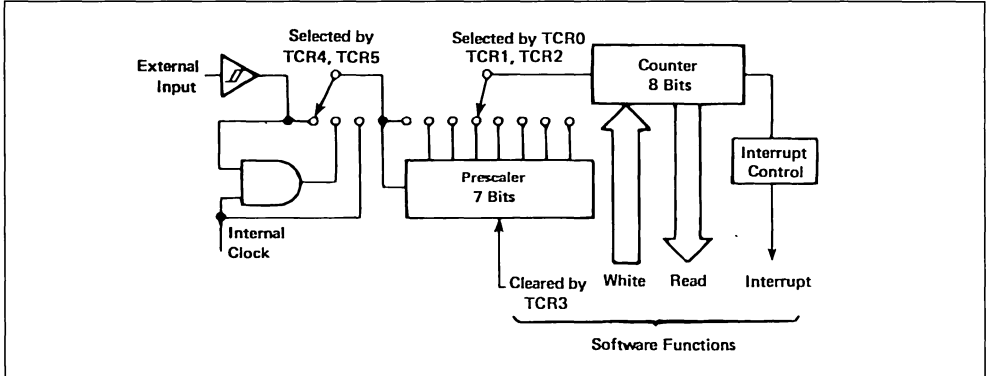 Selected by
TCR4, TCR5
Selected by TCR0
TCR1, TCR2
External
Input
Counter
8 Bits
Interrupt
Control
Prescaler
7 Bits
Internal
Clock
Cleared by
TCR3
White
Read
Interrupt
Software Functions